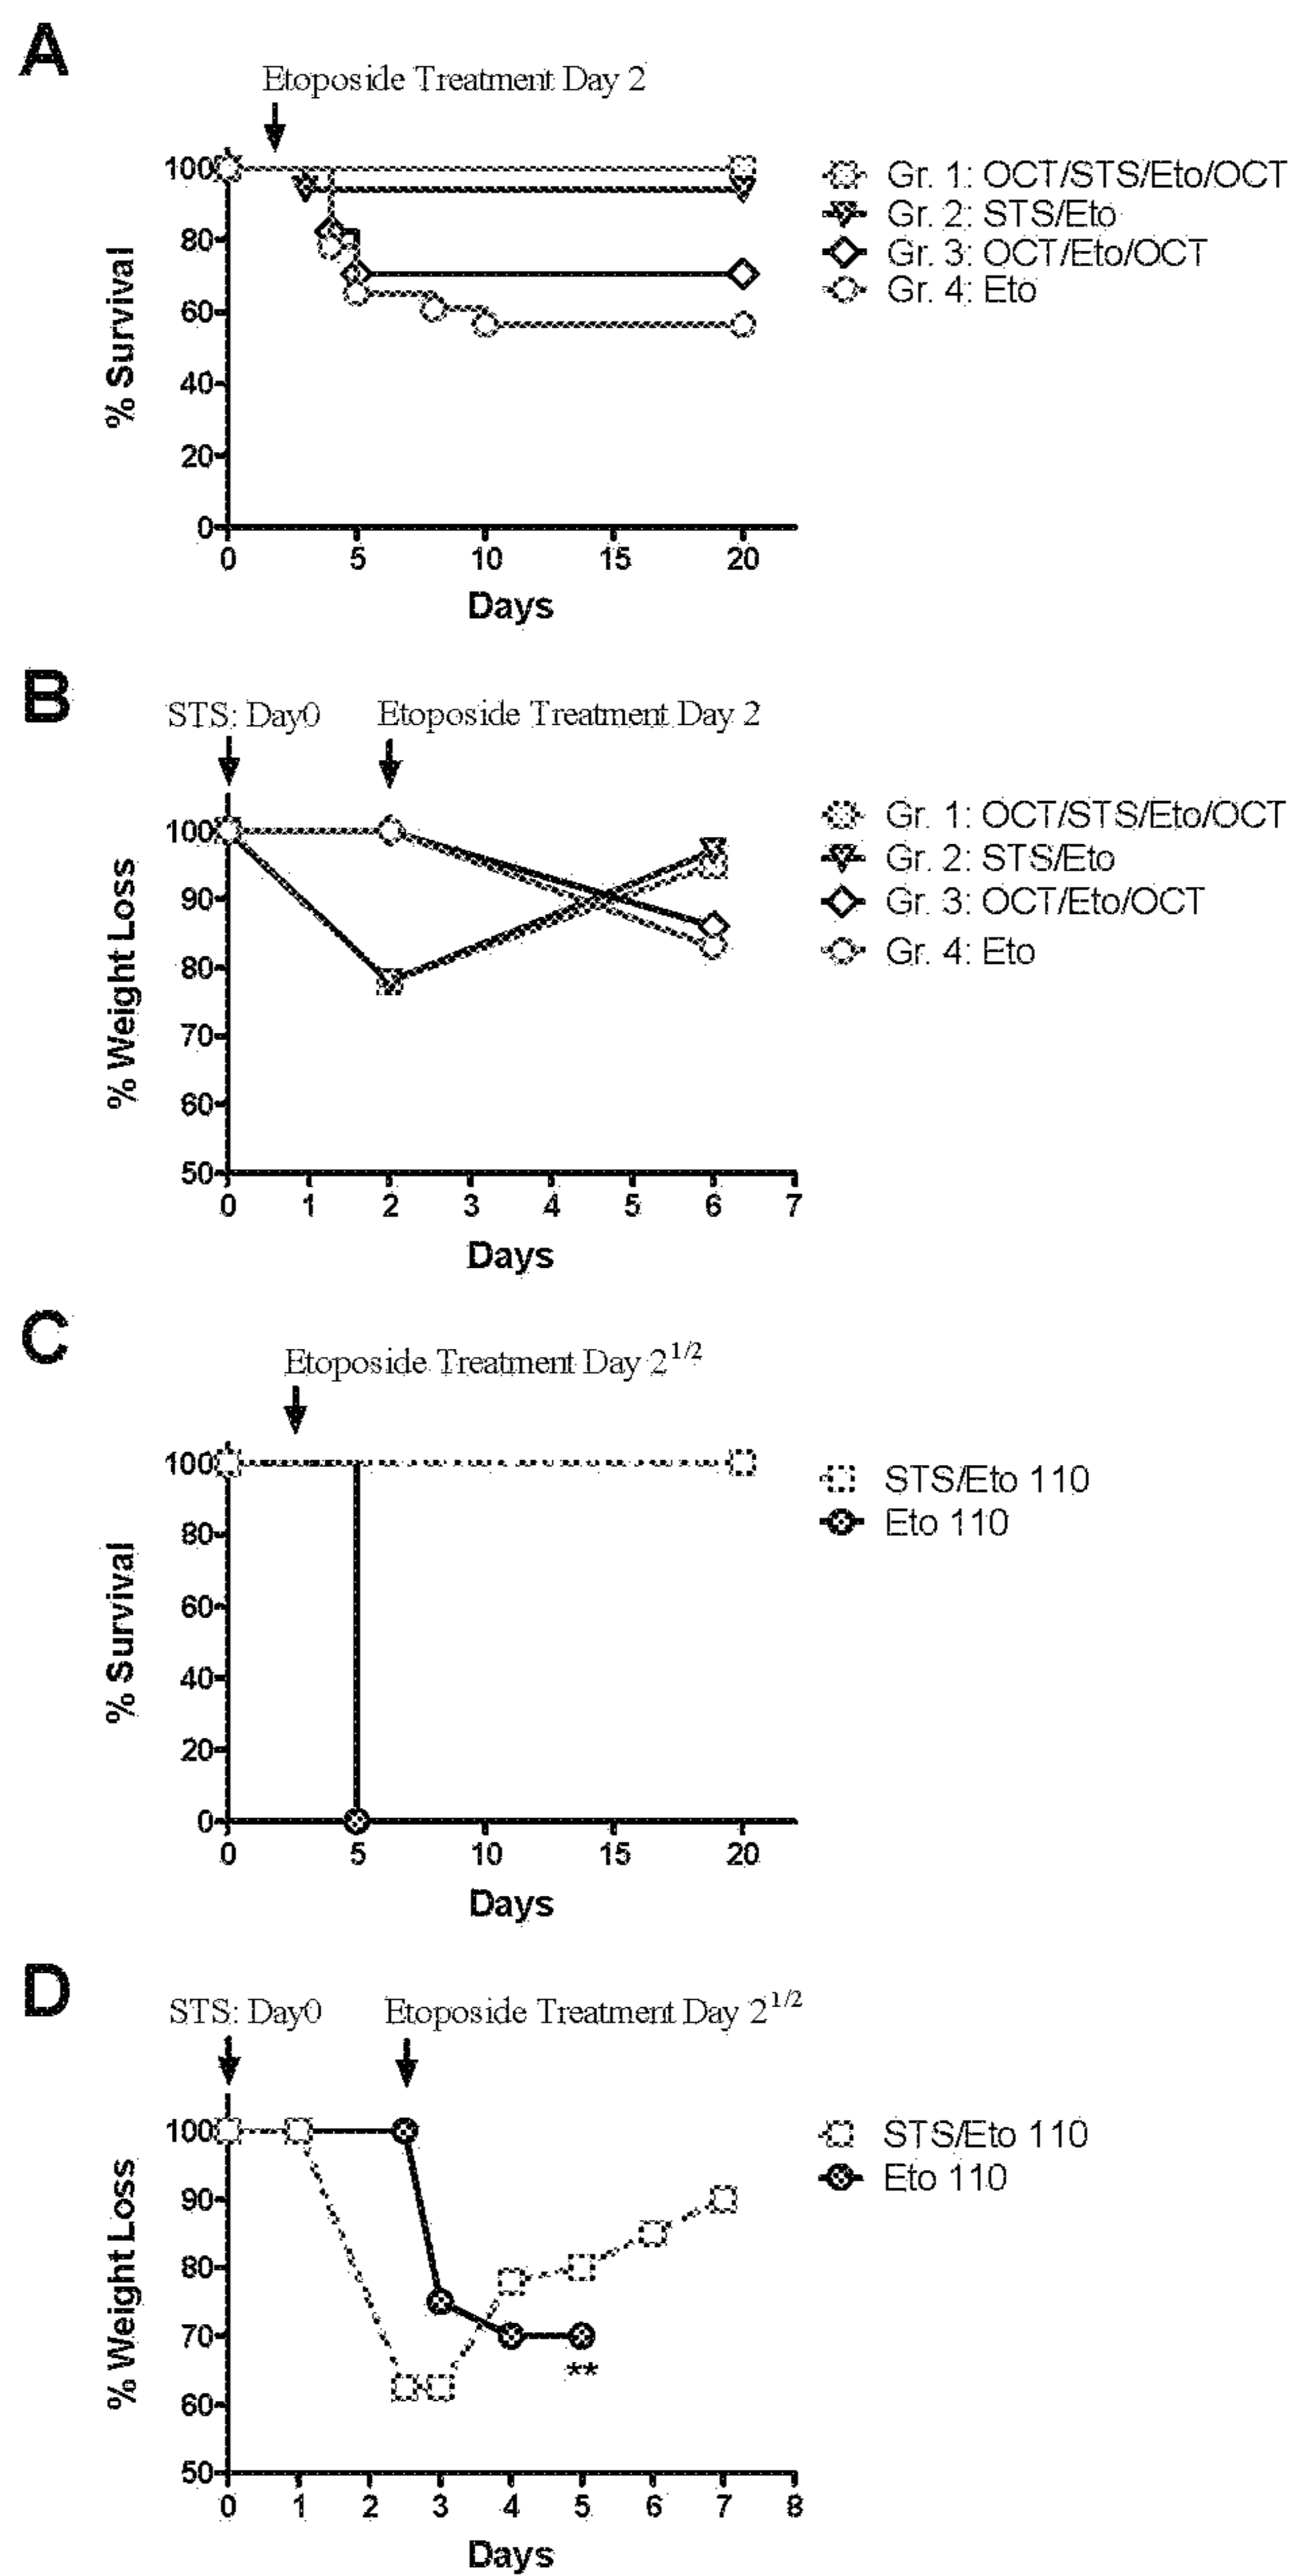 A
Etoposide Treatment Day 2
100
80
60
40
20
0
% Survival
0 5 10 15 20
Days
Gr. 1: OCT/STS/Eto/OCT
Gr. 2: STS/Eto
Gr. 3: OCT/Eto/OCT
Gr. 4: Eto
B
STS: Day0 Etoposide Treatment Day 2
100
90
80
70
60
50
% Weight Loss
0 1 2 3 4 5 6 7
Days
Gr. 1: OCT/STS/Eto/OCT
Gr. 2: STS/Eto
Gr. 3: OCT/Eto/OCT
Gr. 4: Eto
C
Etoposide Treatment Day 2 1/2
100
80
60
40
20
0
% Survival
0 5 10 15 20
Days
STS/Eto 110
Eto 110
D
STS: Day0 Etoposide Treatment Day 2 1/2
100
90
80
70
60
50
% Weight Loss
**
0 1 2 3 4 5 6 7 8
Days
STS/Eto 110
Eto 110